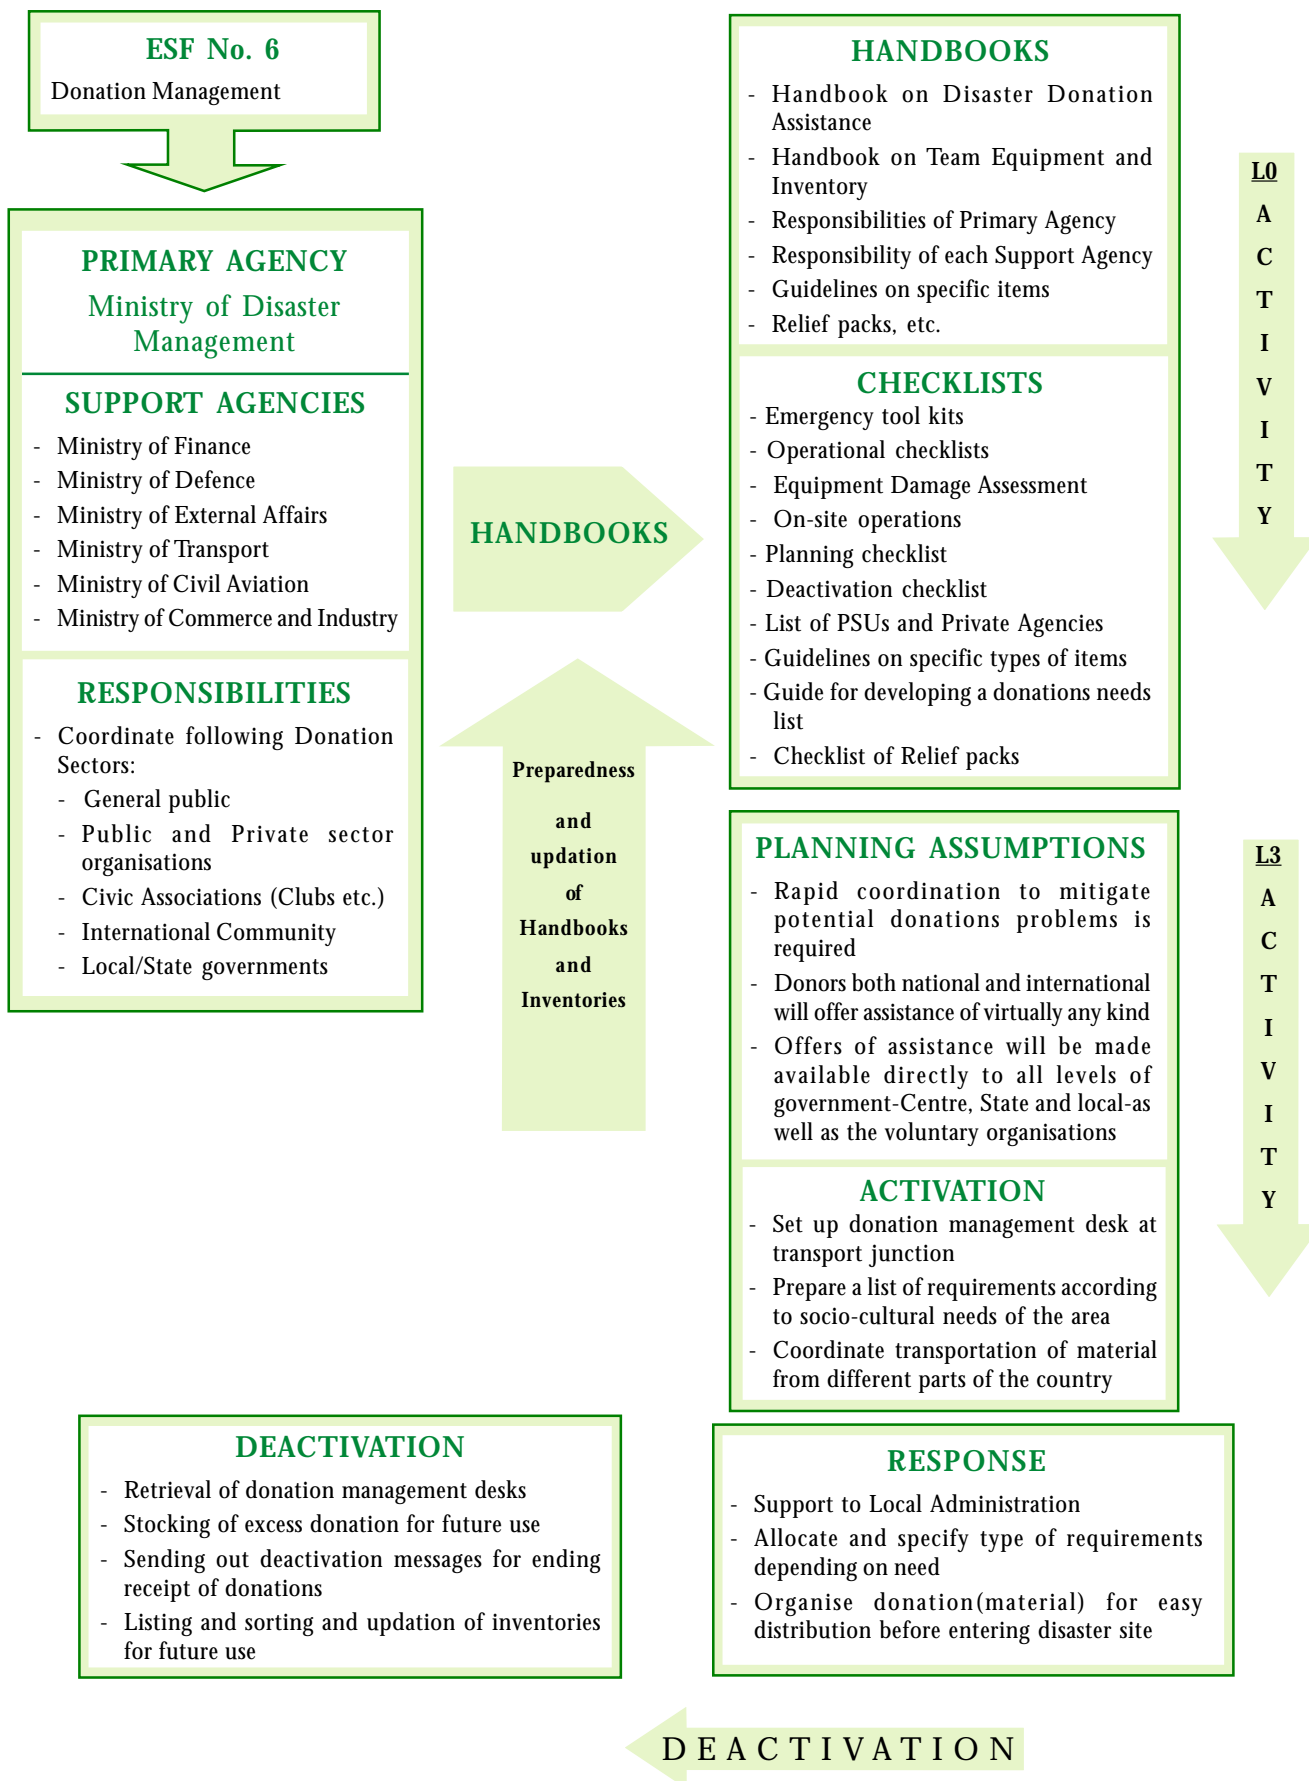 ESF No. 6
Donation Management
PRIMARY AGENCY
Ministry of Disaster
Management
SUPPORT AGENCIES
- Ministry of Finance
- Ministry of Defence
- Ministry of External Affairs
- Ministry of Transport
- Ministry of Civil Aviation
- Ministry of Commerce and Industry
RESPONSIBILITIES
- Coordinate following Donation
Sectors:
- General public
- Public and Private sector
organisations
- Civic Associations (Clubs etc.)
- International Community
- Local/State governments
HANDBOOKS
Preparedness
and
updation
of
Handbooks
and
Inventories
HANDBOOKS
- Handbook on Disaster Donation
Assistance
- Handbook on Team Equipment and
Inventory
- Responsibilities of Primary Agency
- Responsibility of each Support Agency
- Guidelines on specific items
- Relief packs, etc.
CHECKLISTS
- Emergency tool kits
- Operational checklists
- Equipment Damage Assessment
- On-site operations
- Planning checklist
- Deactivation checklist
- List of PSUs and Private Agencies
- Guidelines on specific types of items
- Guide for developing a donations needs
list
- Checklist of Relief packs
L0
A
C
T
I
V
I
T
Y
PLANNING ASSUMPTIONS
- Rapid coordination to mitigate
potential donations problems is
required
- Donors both national and international
will offer assistance of virtually any kind
- Offers of assistance will be made
available directly to all levels of
government-Centre, State and local-as
well as the voluntary organisations
ACTIVATION
- Set up donation management desk at
transport junction
- Prepare a list of requirements according
to socio-cultural needs of the area
- Coordinate transportation of material
from different parts of the country
L3
A
C
T
I
V
I
T
Y
DEACTIVATION
- Retrieval of donation management desks
- Stocking of excess donation for future use
- Sending out deactivation messages for ending
receipt of donations
- Listing and sorting and updation of inventories
for future use
RESPONSE
- Support to Local Administration
- Allocate and specify type of requirements
depending on need
- Organise donation(material) for easy
distribution before entering disaster site
DEACTIVATION